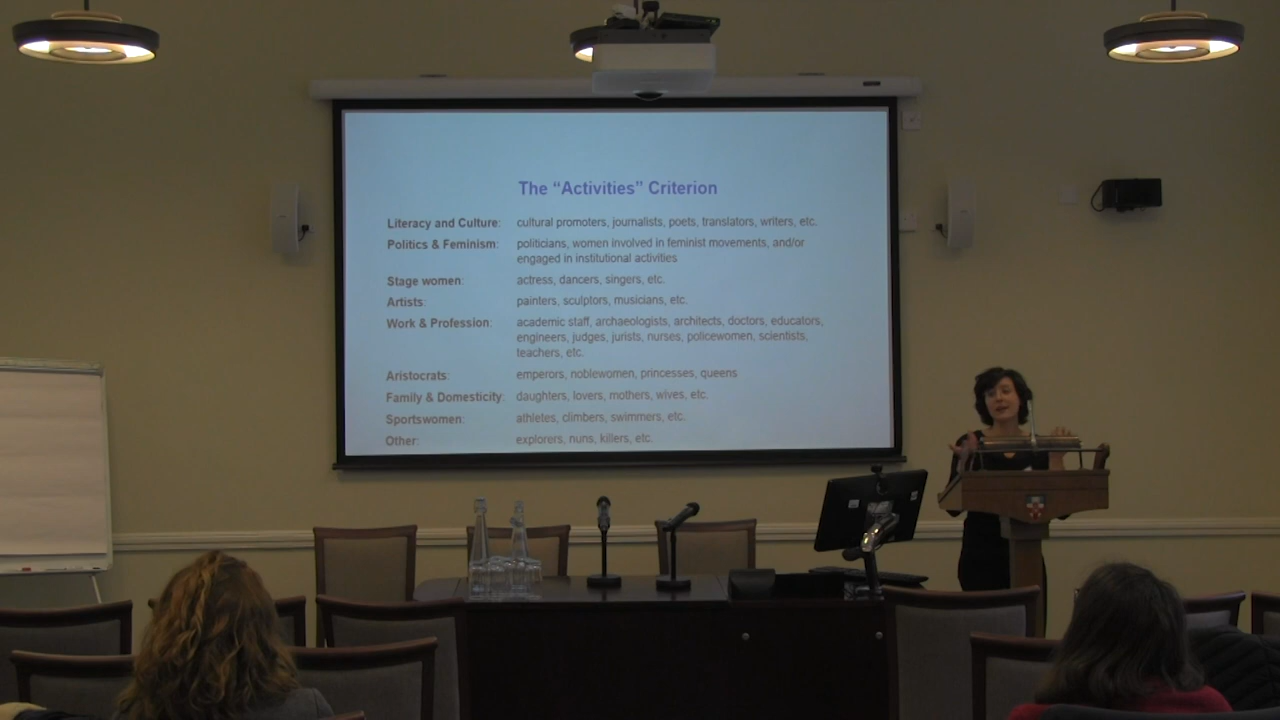 The “Activities” Criterion
Literacy and Culture: cultural promoters, journalists, poets, translators, writers, etc.
Politics & Feminism: politicians, women involved in feminist movements, and/or
engaged in institutional activities
Stage women: actress, dancers, singers, etc.
Artists: painters, sculptors, musicians, etc.
Work & Profession: academic staff, archaeologists, architects, doctors, educators,
engineers, judges, jurists, nurses, policewomen, scientists,
teachers, etc.
Aristocrats: emperors, noblewomen, princesses, queens
Family & Domesticity: daughters, lovers, mothers, wives, etc.
Sportswomen: athletes, climbers, swimmers, etc.
Other: explorers, nuns, killers, etc.